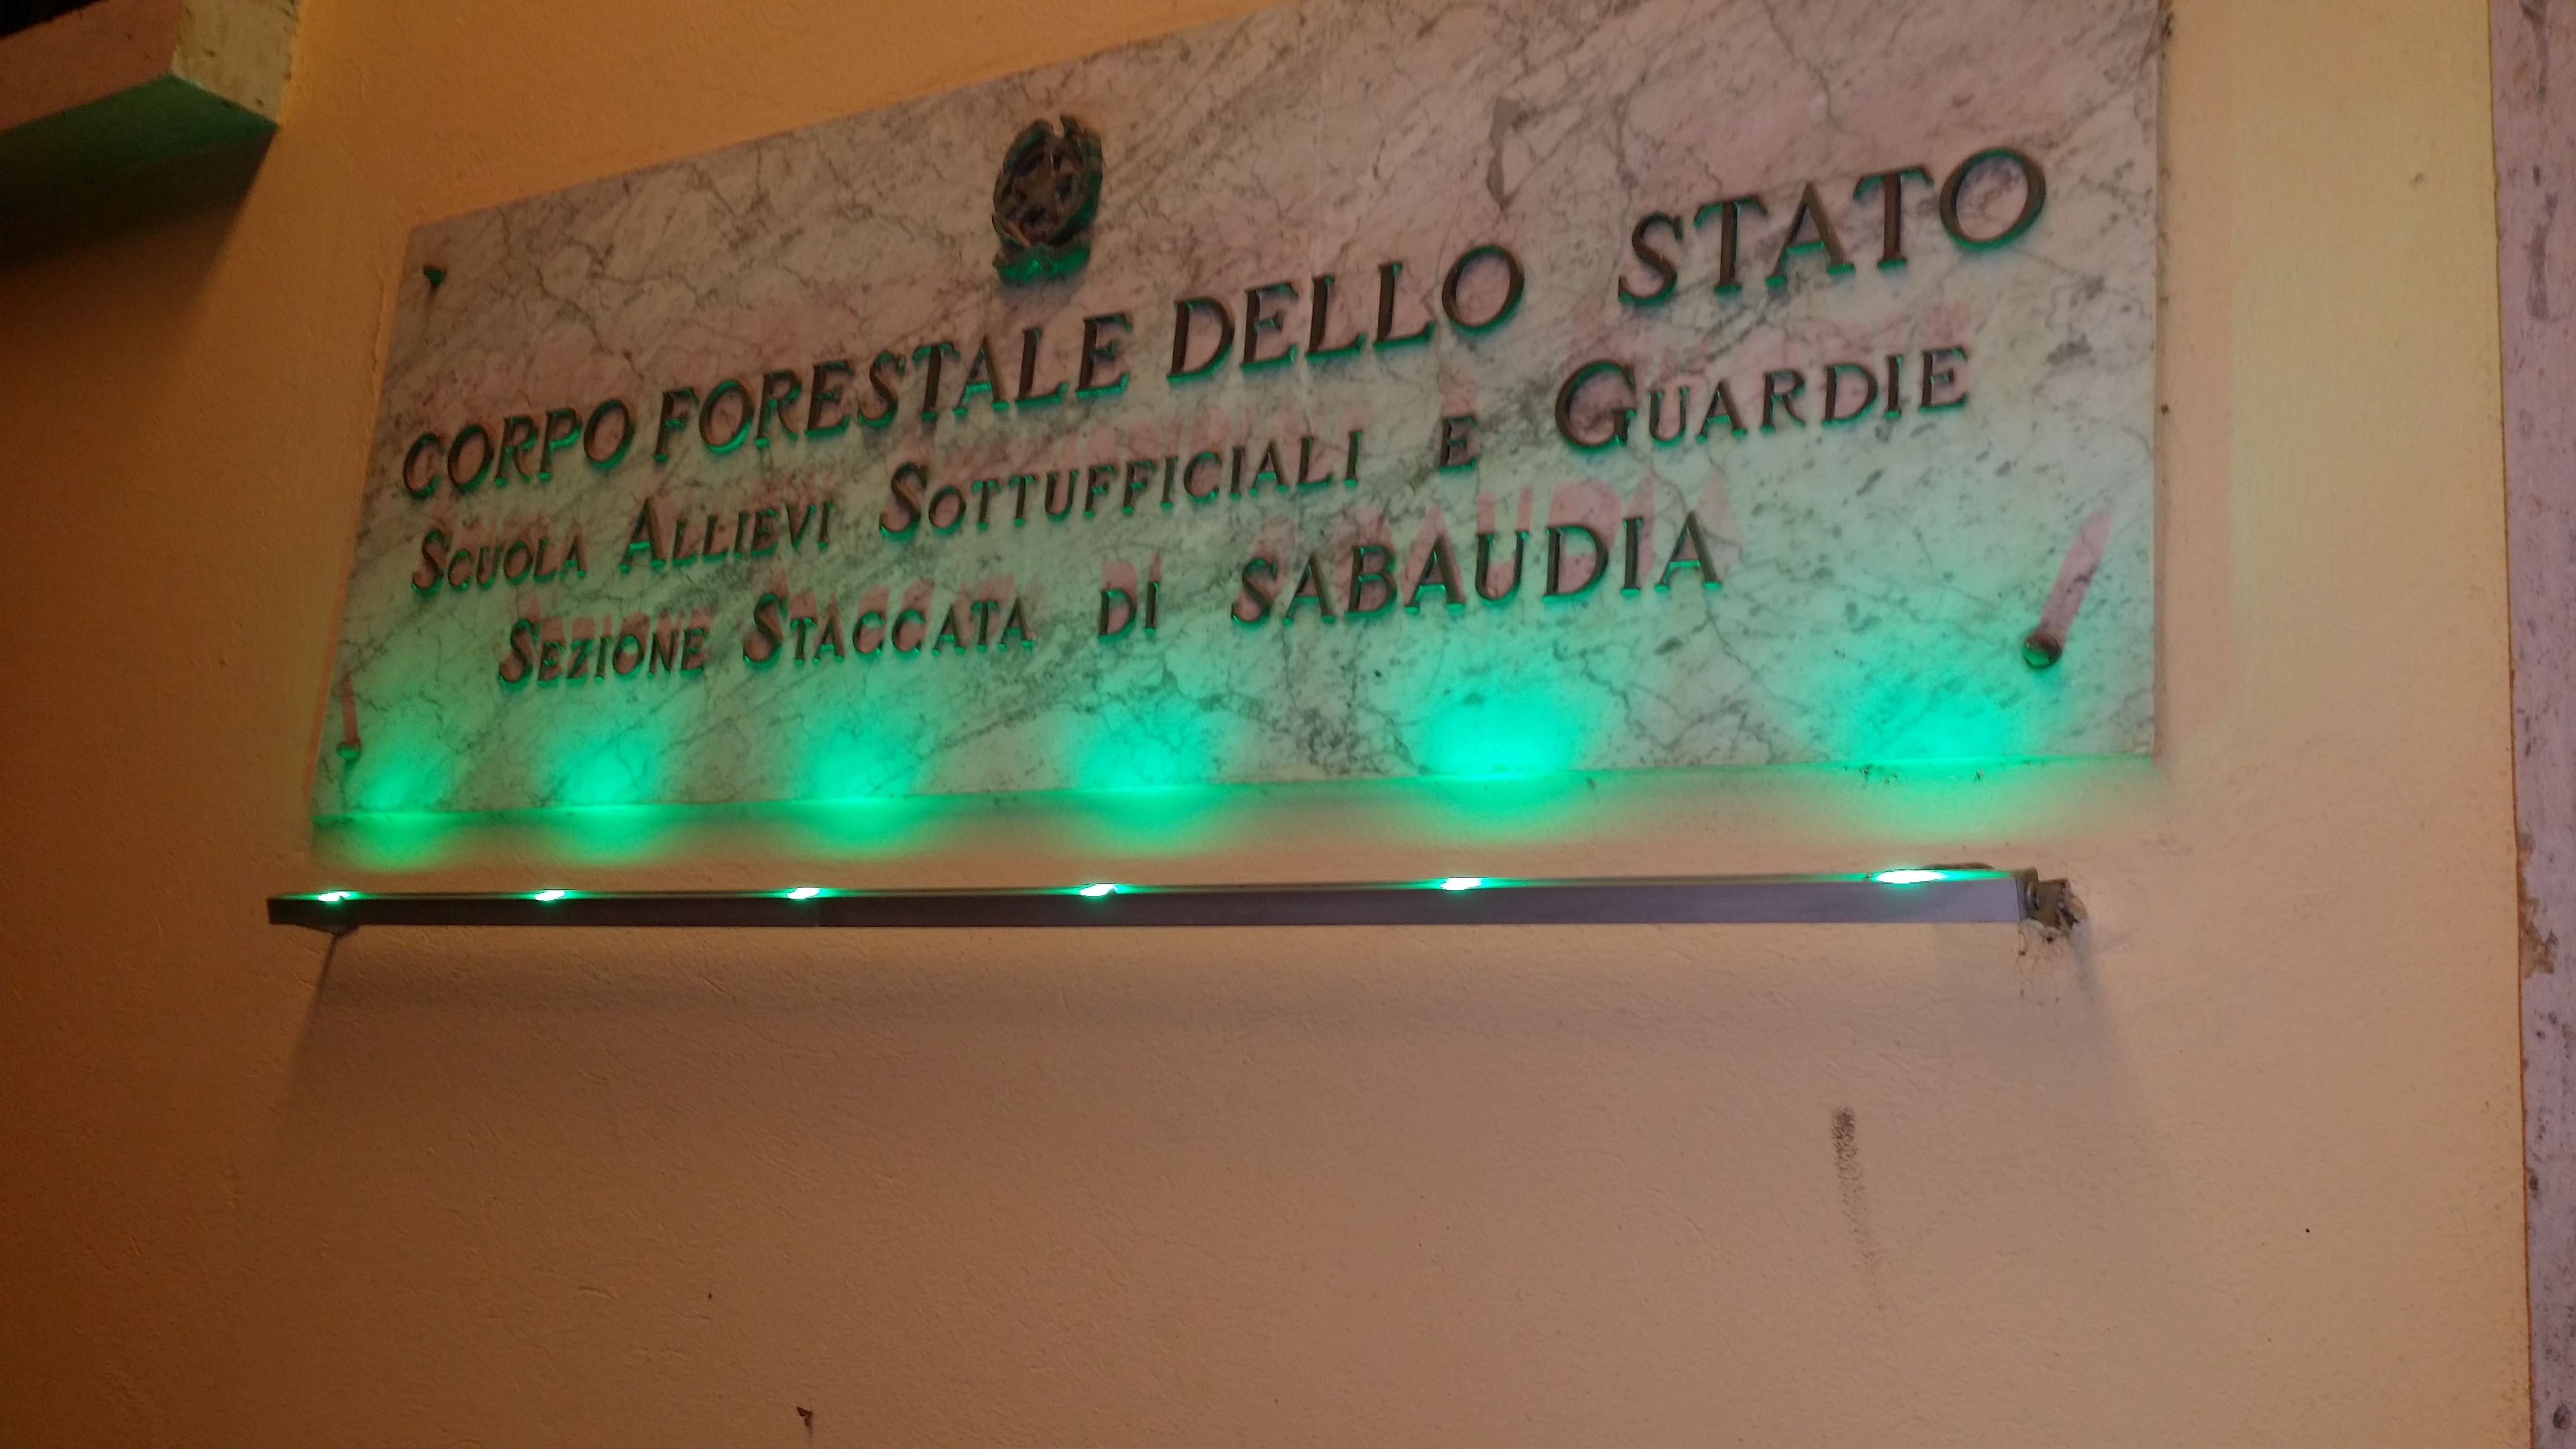 CORPO FORESTALE DELLO STATO
SCUOLA ALLIEVI SOTTUFFICIALI E GUARDIE
SEZIONE STACCATA DI SABAUDIA